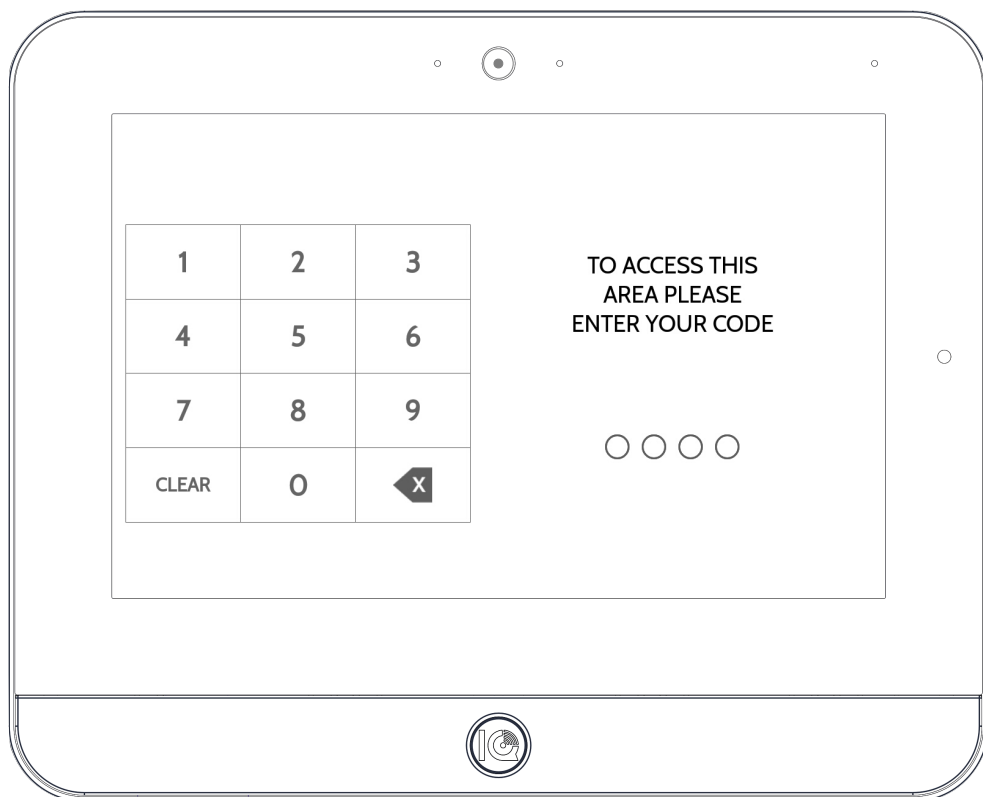 1 2 3
4 5 6
7 8 9
CLEAR 0 X
TO ACCESS THIS
AREA PLEASE
ENTER YOUR CODE
IQ